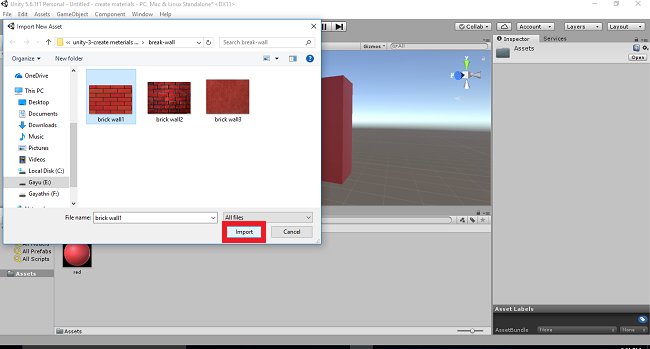 Unity 5.6.1f1 Personal - Untitled - create materials - PC, Mac & Linux Standalone* <DX11>
File Edit Assets GameObject Component Window Help
Import New Asset
Collab
Account
Layers
Layout
« unity-3-create materials ... > break-wall
Search break-wall
Organize
New folder
OneDrive
This PC
Desktop
Documents
Downloads
Music
Pictures
Videos
Local Disk (C:)
Gayu (E:)
Gayathri (F:)
brick wall1
brick wall2
brick wall3
File name:
brick wall1
All files
Import
Cancel
Gizmos
All
Inspector
Services
Assets
Open
All Prefabs
All Scripts
Assets
red
Assets
Asset Labels
AssetBundle
None
None